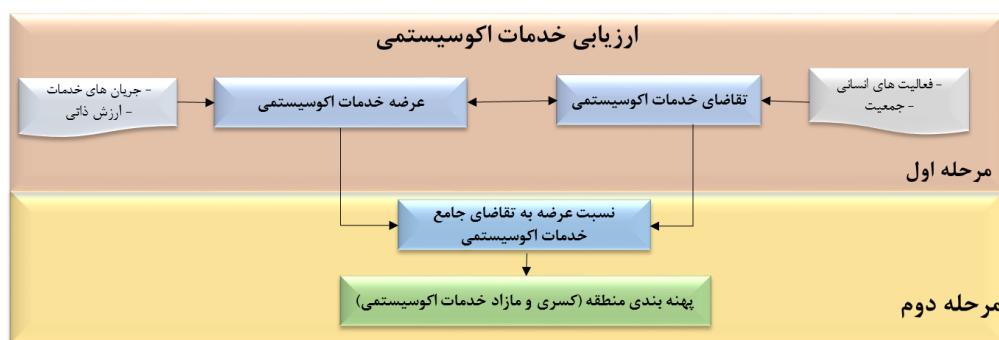 ارزیابی خدمات اکوسیستمی
- فعالیت های انسانی
- جمعیت
تقاضای خدمات اکوسیستمی
عرضه خدمات اکوسیستمی
- جریان های خدمات
- ارزش ذاتی
مرحله اول
نسبت عرضه به تقاضای جامع
خدمات اکوسیستمی
پهنه بندی منطقه (کسری و مازاد خدمات اکوسیستمی)
مرحله دوم